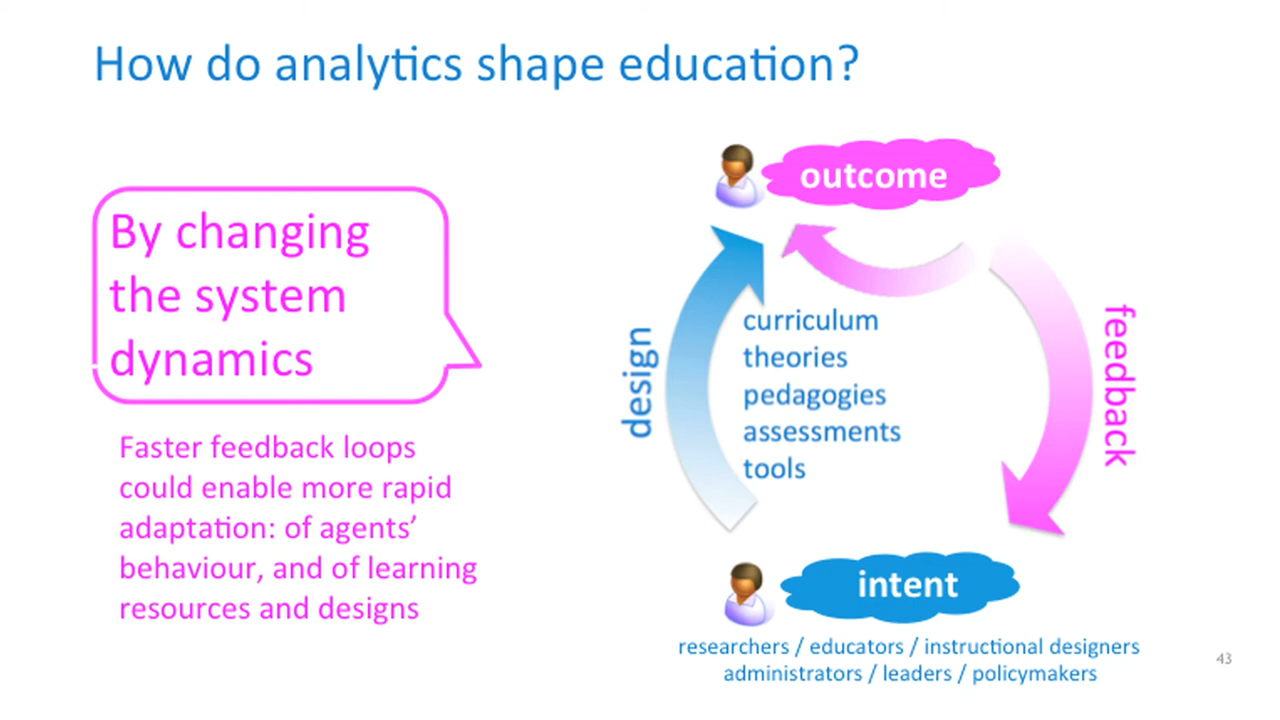 How do analytics shape education?
By changing
the system
dynamics
Faster feedback loops
could enable more rapid
adaptation: of agents’
behaviour, and of learning
resources and designs
outcome
design
curriculum
theories
pedagogies
assessments
tools
feedback
intent
researchers / educators / instructional designers
administrators / leaders / policymakers
43